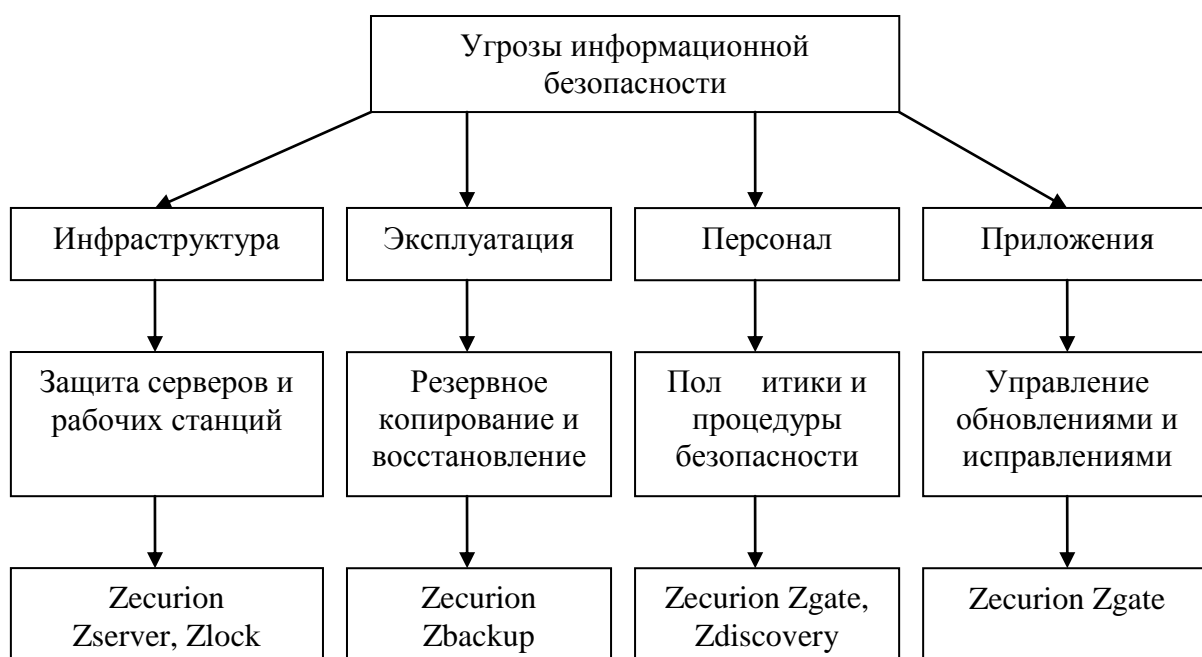 Угрозы информационной
безопасности
Инфраструктура
Эксплуатация
Персонал
Приложения
Защита серверов и
рабочих станций
Резервное
копирование и
восстановление
Пол итики и
процедуры
безопасности
Управление
обновлениями и
исправлениями
Zecurion
Zserver, Zlock
Zecurion
Zbackup
Zecurion Zgate,
Zdiscovery
Zecurion Zgate